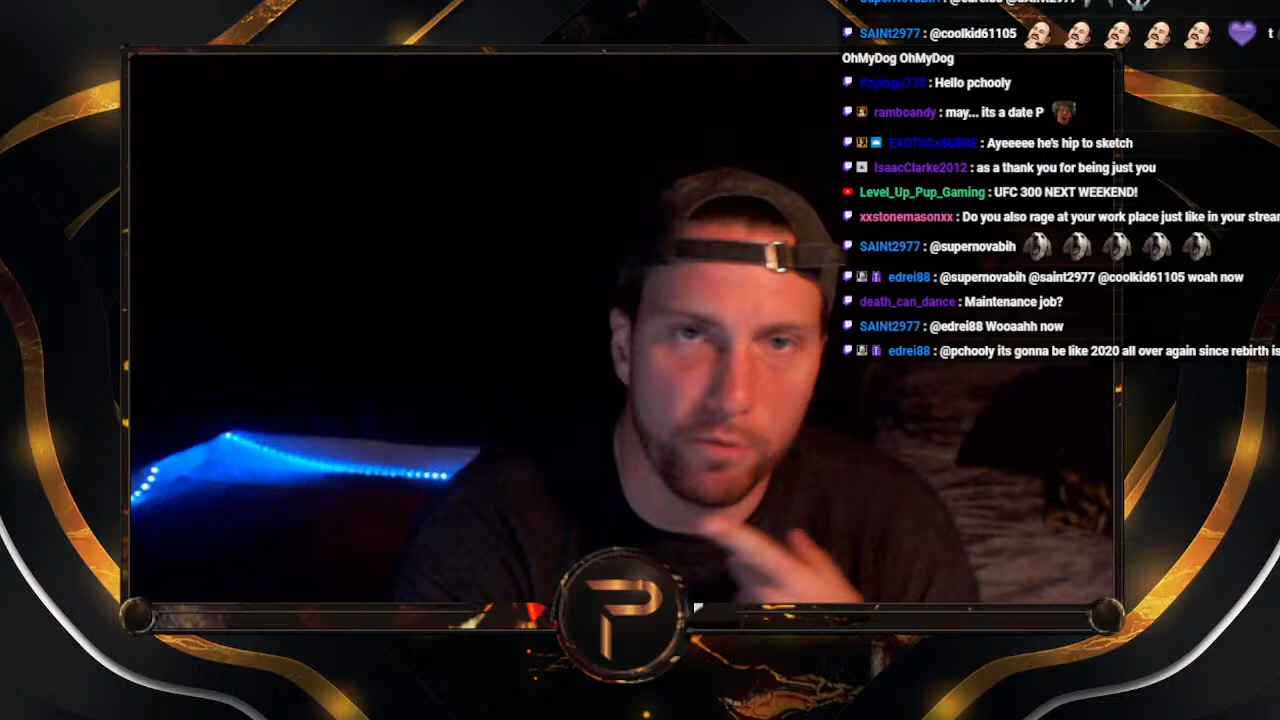 SAINt2977 : @coolkid61105 t
OhMyDog OhMyDog
: Hello pchooly
ramboandy : may... its a date P
: Ayeeeee he's hip to sketch
IsaacClarke2012 : as a thank you for being just you
Level_Up_Pup_Gaming : UFC 300 NEXT WEEKEND!
xxstonemasonxx : Do you also rage at your work place just like in your strea
SAINt2977 : @supernovabih
edrei88 : @supernovabih @saint2977 @coolkid61105 woah now
death_can_dance : Maintenance job?
SAINt2977 : @edrei88 Wooaahh now
edrei88 : @pchooly its gonna be like 2020 all over again since rebirth is
P